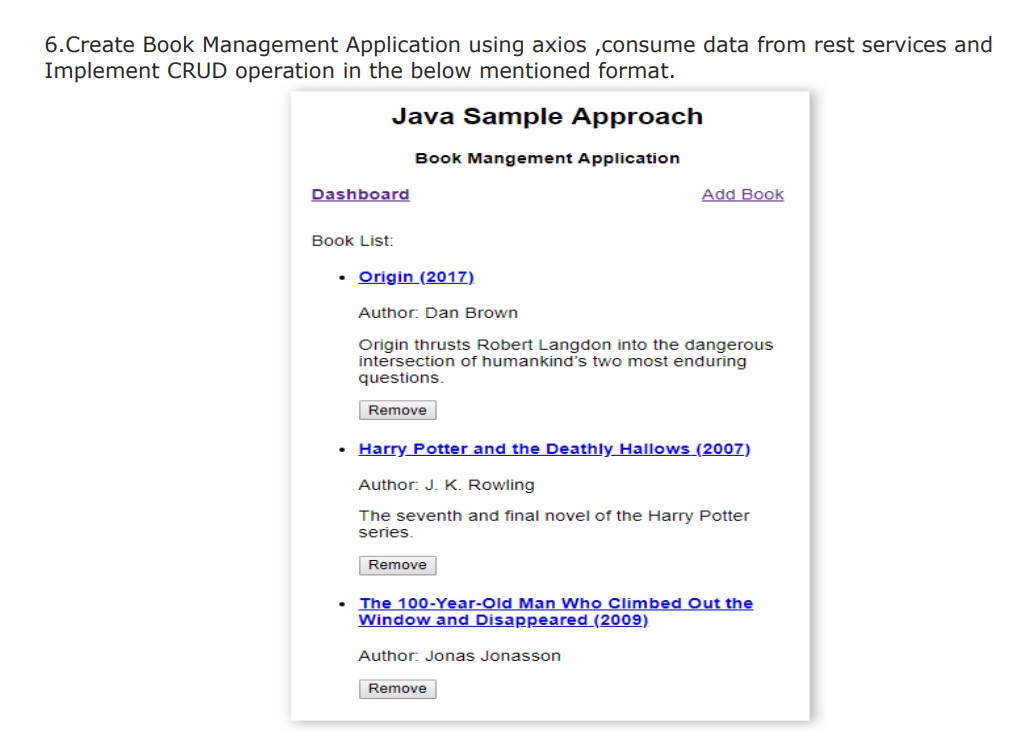 6.Create Book Management Application using axios ,consume data from rest services and
Implement CRUD operation in the below mentioned format.
Java Sample Approach
Book Mangement Application
Dashboard
Add Book
Book List:
• Origin (2017)
Author: Dan Brown
Origin thrusts Robert Langdon into the dangerous
intersection of humankind's two most enduring
questions.
Remove
• Harry Potter and the Deathly Hallows (2007)
Author: J. K. Rowling
The seventh and final novel of the Harry Potter
series.
Remove
• The 100-Year-Old Man Who Climbed Out the
Window and Disappeared (2009)
Author: Jonas Jonasson
Remove